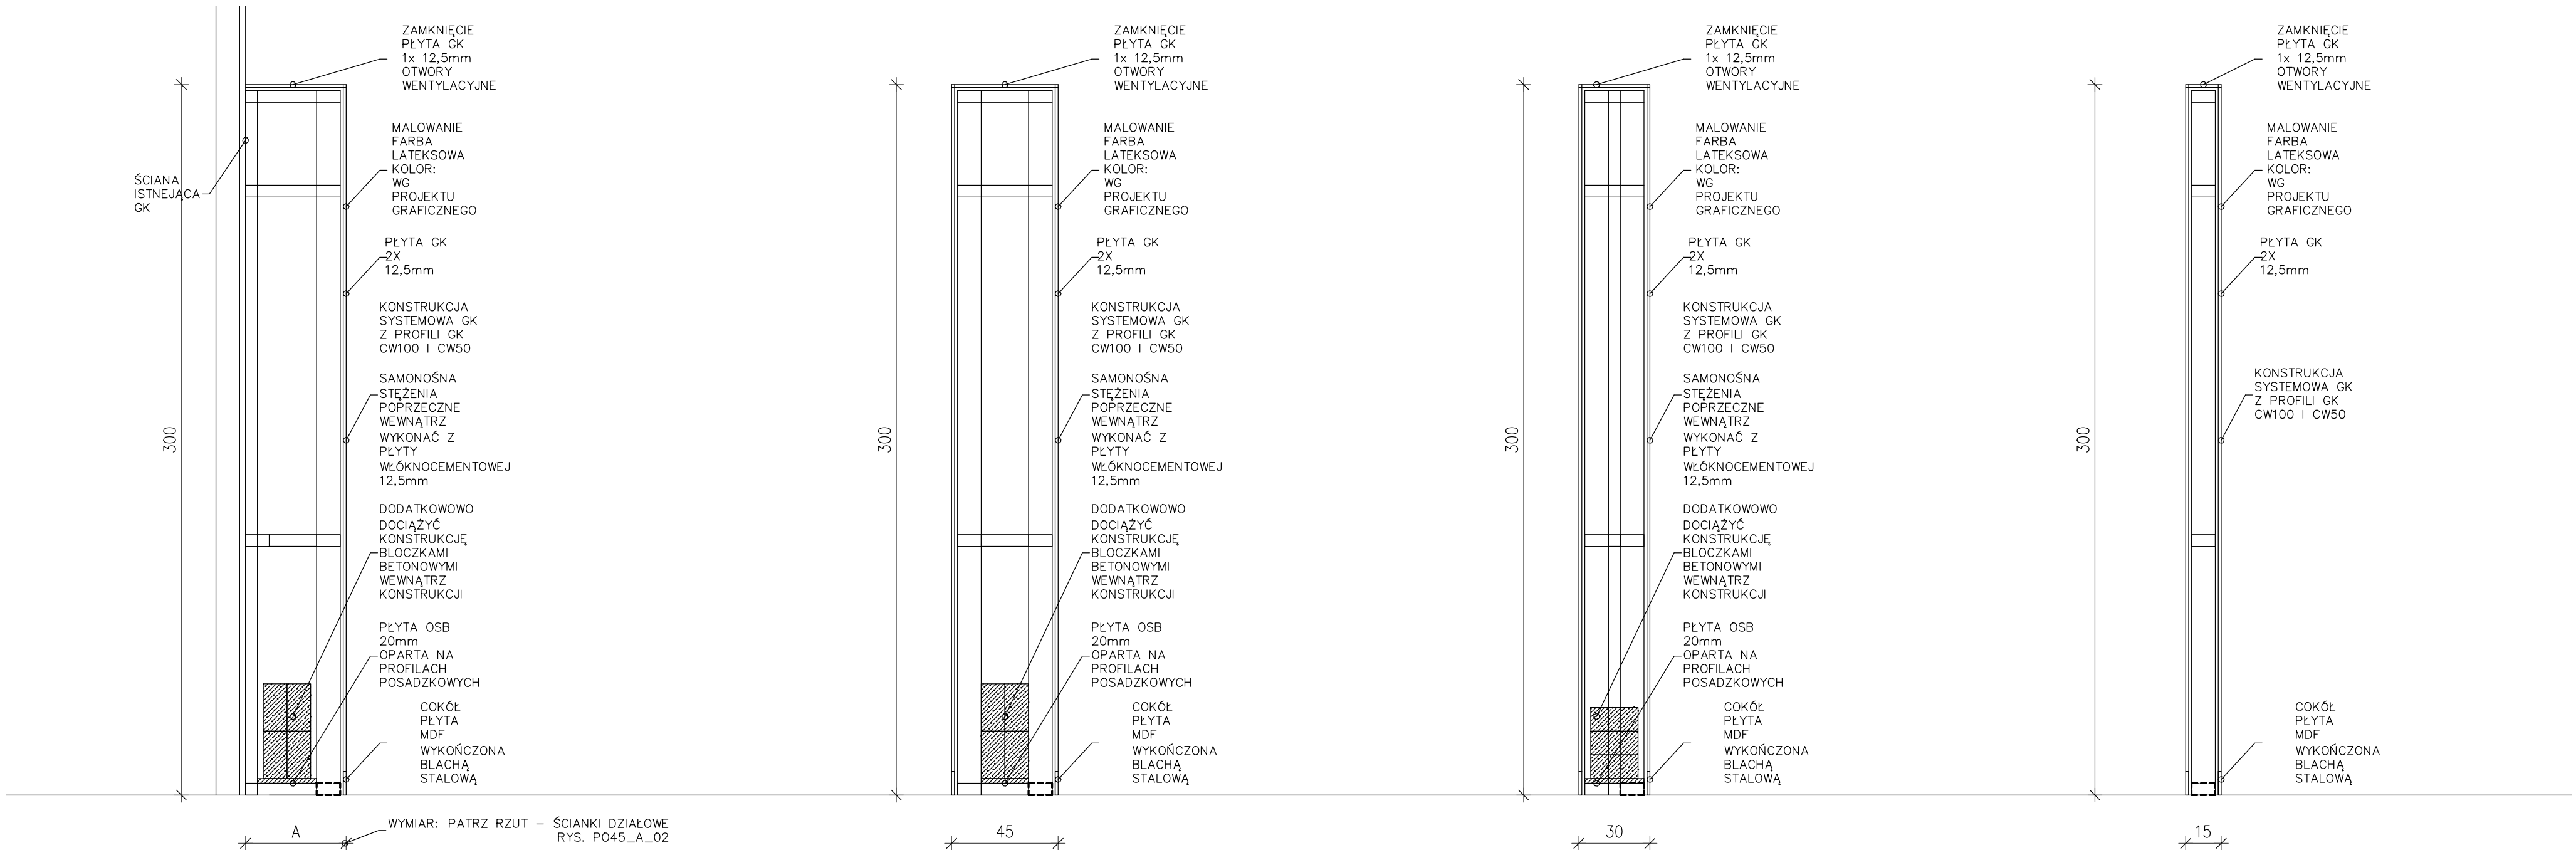 ZAMKNIĘCIE
PŁYTA GK
1x 12,5mm
OTWORY
WENTYLACYJNE
MALOWANIE
FARBA
LATEKSOWA
KOLOR:
WG
PROJEKTU
GRAFICZNEGO
ŚCIANA
ISTNEJĄCA
GK
PŁYTA GK
2X
12,5mm
KONSTRUKCJA
SYSTEMOWA GK
Z PROFILI GK
CW100 I CW50
SAMONOŚNA
STĘŻENIA
POPRZECZNE
WEWNĄTRZ
WYKONAĆ Z
PŁYTY
WŁÓKNOCEMENTOWEJ
12,5mm
300
DODATKOWOWO
DOCIĄŻYĆ
KONSTRUKCJĘ
BLOCZKAMI
BETONOWYMI
WEWNĄTRZ
KONSTRUKCJI
PŁYTA OSB
20mm
OPARTA NA
PROFILACH
POSADZKOWYCH
COKÓŁ
PŁYTA
MDF
WYKOŃCZONA
BLACHĄ
STALOWĄ
A
WYMIAR: PATRZ RZUT – ŚCIANKI DZIAŁOWE
RYS. PO45_A_02
ZAMKNIĘCIE
PŁYTA GK
1x 12,5mm
OTWORY
WENTYLACYJNE
MALOWANIE
FARBA
LATEKSOWA
KOLOR:
WG
PROJEKTU
GRAFICZNEGO
PŁYTA GK
2X
12,5mm
KONSTRUKCJA
SYSTEMOWA GK
Z PROFILI GK
CW100 I CW50
SAMONOŚNA
STĘŻENIA
POPRZECZNE
WEWNĄTRZ
WYKONAĆ Z
PŁYTY
WŁÓKNOCEMENTOWEJ
12,5mm
300
DODATKOWOWO
DOCIĄŻYĆ
KONSTRUKCJĘ
BLOCZKAMI
BETONOWYMI
WEWNĄTRZ
KONSTRUKCJI
PŁYTA OSB
20mm
OPARTA NA
PROFILACH
POSADZKOWYCH
COKÓŁ
PŁYTA
MDF
WYKOŃCZONA
BLACHĄ
STALOWĄ
45
ZAMKNIĘCIE
PŁYTA GK
1x 12,5mm
OTWORY
WENTYLACYJNE
MALOWANIE
FARBA
LATEKSOWA
KOLOR:
WG
PROJEKTU
GRAFICZNEGO
PŁYTA GK
2X
12,5mm
KONSTRUKCJA
SYSTEMOWA GK
Z PROFILI GK
CW100 I CW50
SAMONOŚNA
STĘŻENIA
POPRZECZNE
WEWNĄTRZ
WYKONAĆ Z
PŁYTY
WŁÓKNOCEMENTOWEJ
12,5mm
300
DODATKOWOWO
DOCIĄŻYĆ
KONSTRUKCJĘ
BLOCZKAMI
BETONOWYMI
WEWNĄTRZ
KONSTRUKCJI
PŁYTA OSB
20mm
OPARTA NA
PROFILACH
POSADZKOWYCH
COKÓŁ
PŁYTA
MDF
WYKOŃCZONA
BLACHĄ
STALOWĄ
30
ZAMKNIĘCIE
PŁYTA GK
1x 12,5mm
OTWORY
WENTYLACYJNE
MALOWANIE
FARBA
LATEKSOWA
KOLOR:
WG
PROJEKTU
GRAFICZNEGO
PŁYTA GK
2X
12,5mm
KONSTRUKCJA
SYSTEMOWA GK
Z PROFILI GK
CW100 I CW50
300
COKÓŁ
PŁYTA
MDF
WYKOŃCZONA
BLACHĄ
STALOWĄ
15